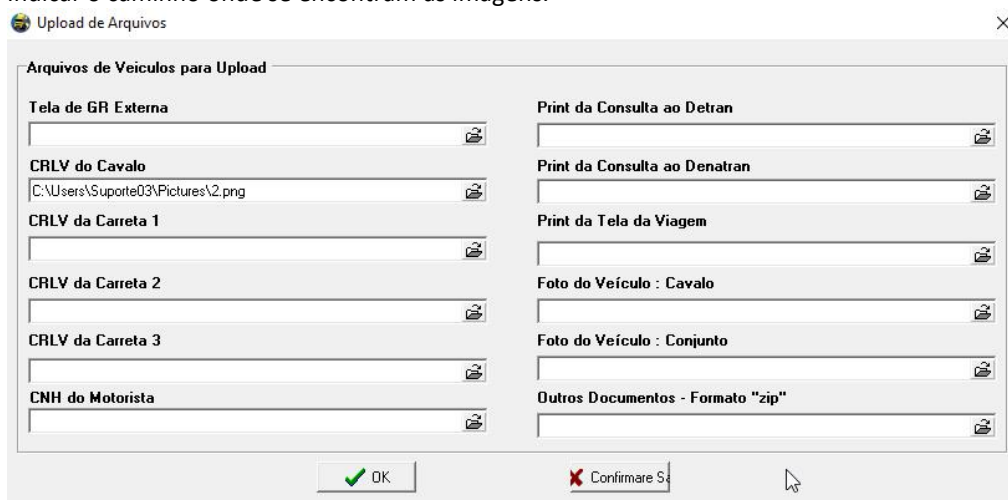 indicar o caminho onde se encontram as imagens.
Upload de Arquivos
Arquivos de Veiculos para Upload
Tela de GR Externa
Print da Consulta ao Detran
CRLV do Cavalo
Print da Consulta ao Denatran
C:\Users\Suporte03\Pictures\2.png
CRLV da Carreta 1
Print da Tela da Viagem
CRLV da Carreta 2
Foto do Veículo : Cavalo
CRLV da Carreta 3
Foto do Veículo : Conjunto
CNH do Motorista
Outros Documentos - Formato "zip"
OK
Confirmare